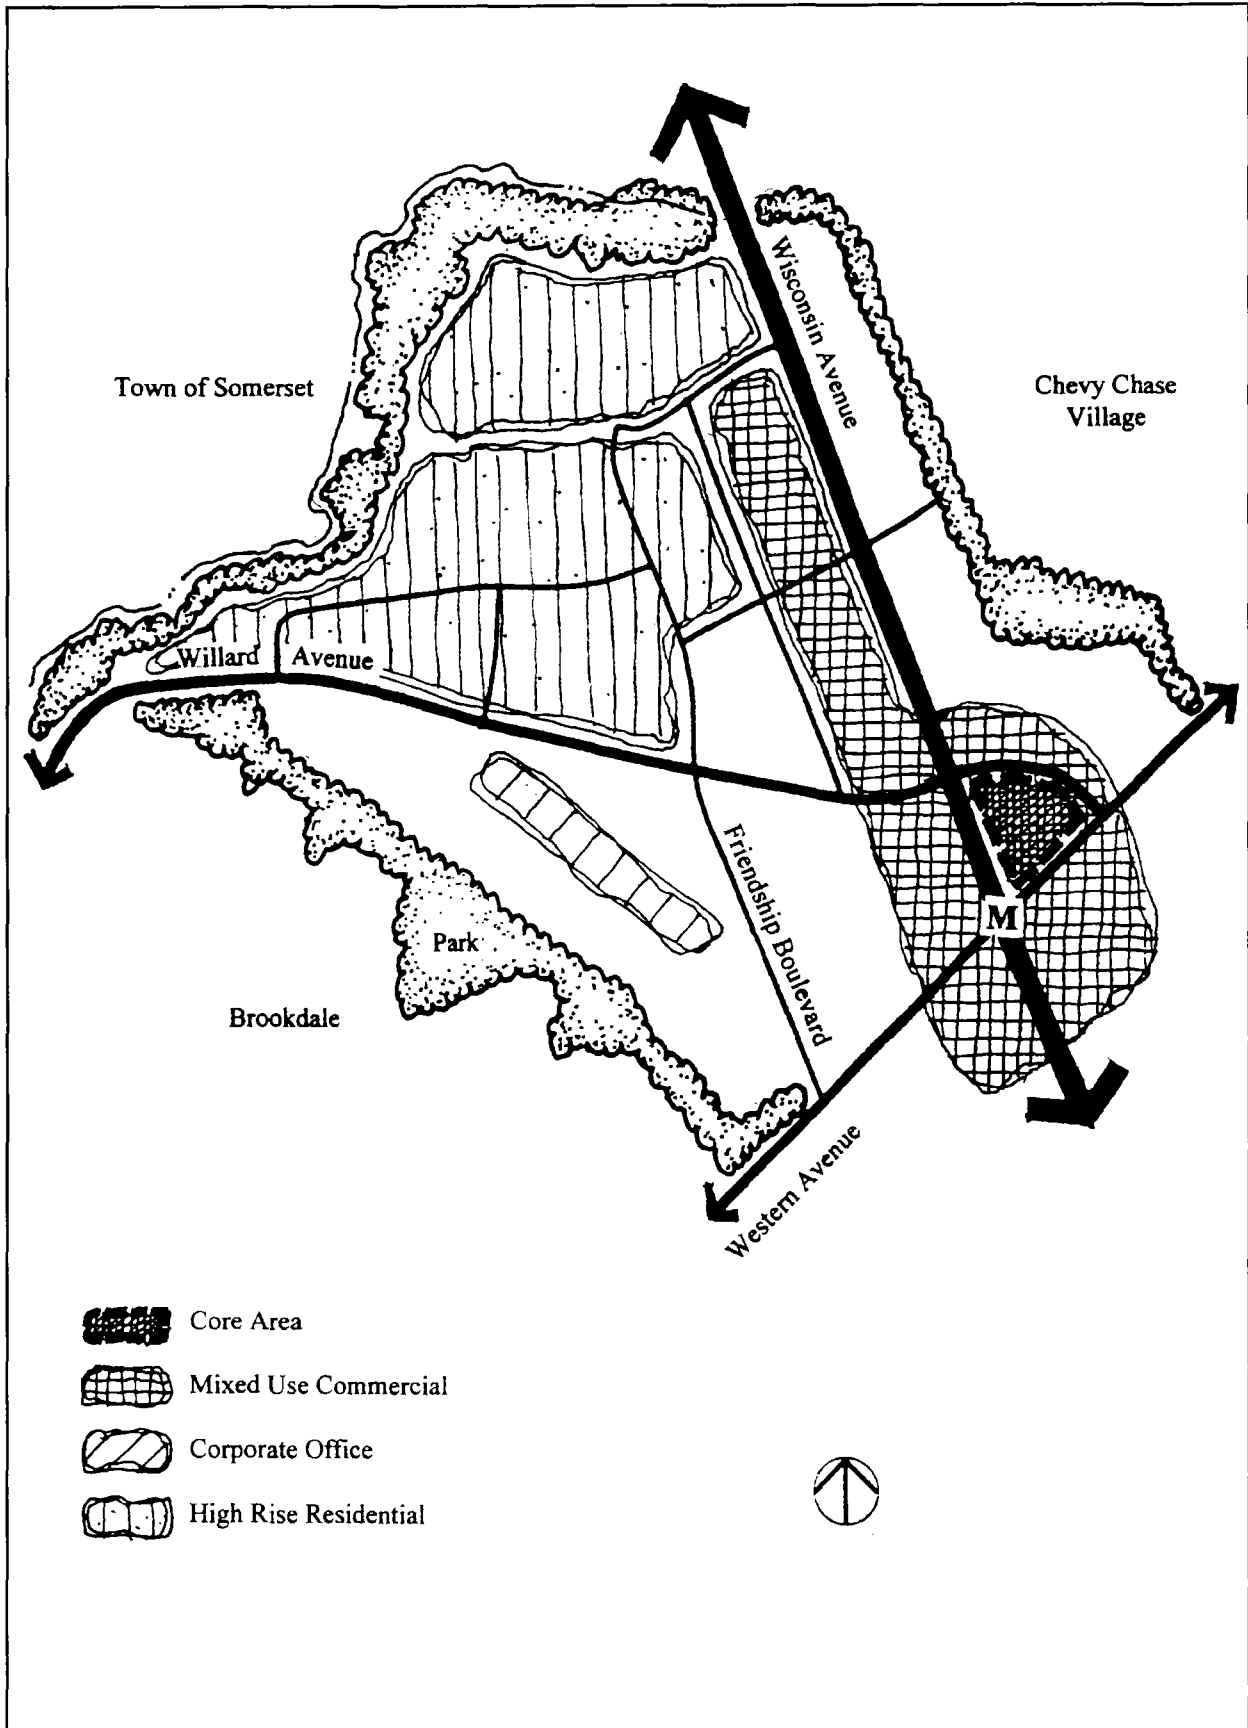 Wisconsin Avenue
Town of Somerset
Chevy Chase
Village
Willard Avenue
Friendship Boulevard
M
Park
Brookdale
Western Avenue
Core Area
Mixed Use Commercial
Corporate Office
High Rise Residential